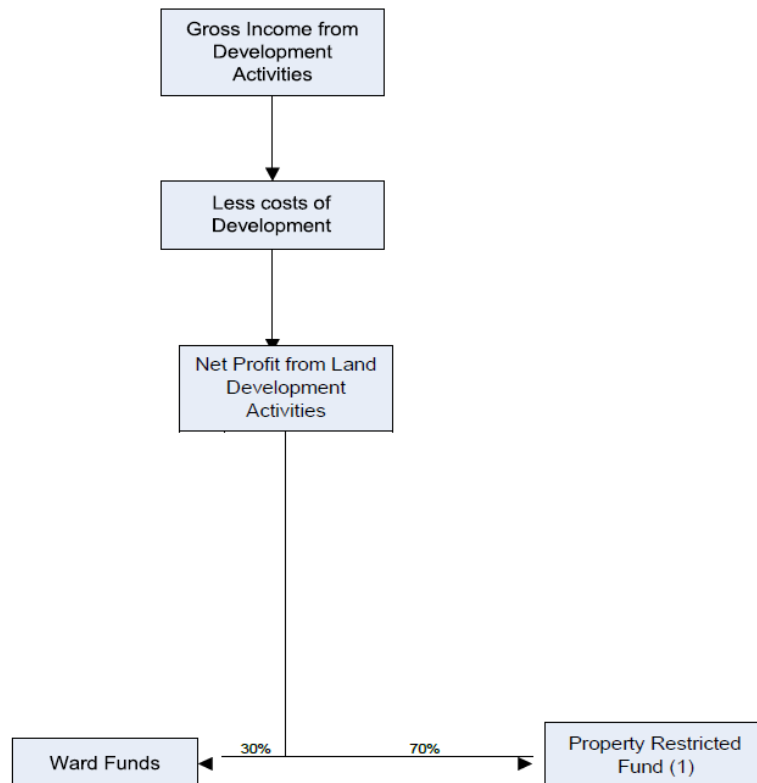 Gross Income from
Development
Activities
Less costs of
Development
Net Profit from Land
Development
Activities
30%
70%
Ward Funds
Property Restricted
Fund (1)